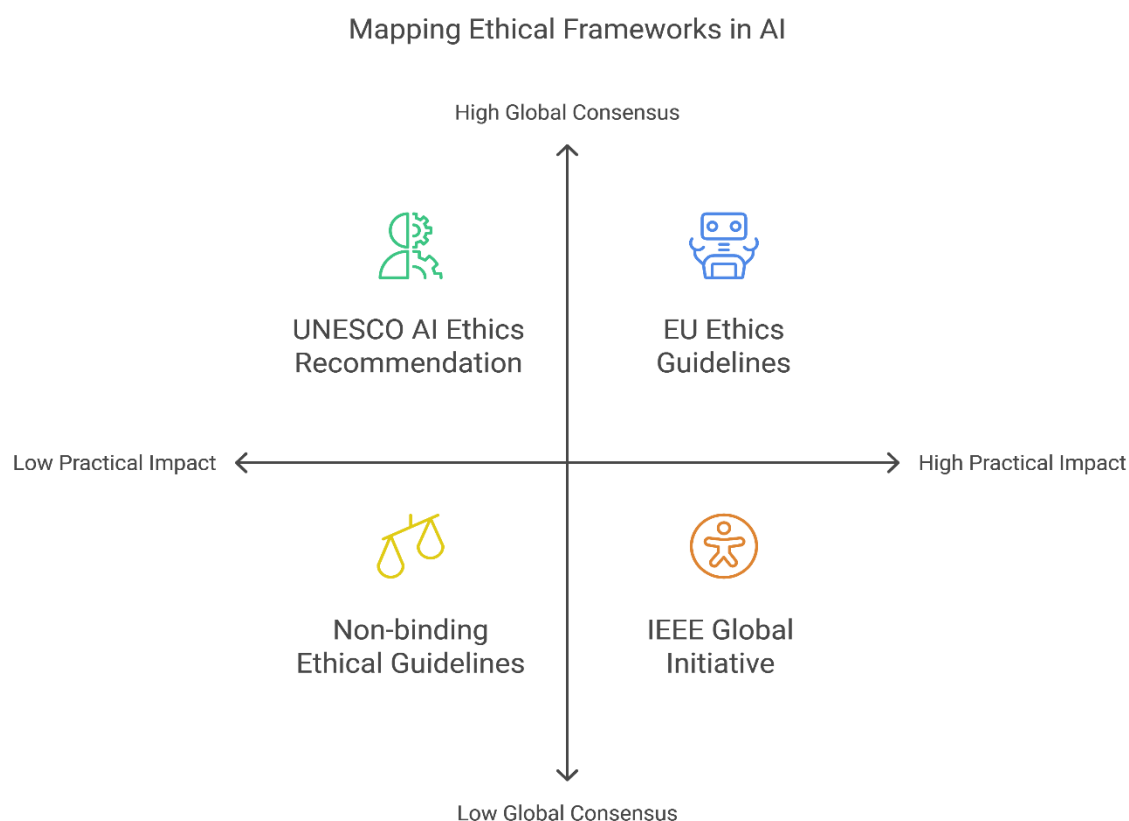 Mapping Ethical Frameworks in AI
High Global Consensus
UNESCO AI Ethics
Recommendation
EU Ethics
Guidelines
Low Practical Impact
High Practical Impact
Non-binding
Ethical Guidelines
IEEE Global
Initiative
Low Global Consensus